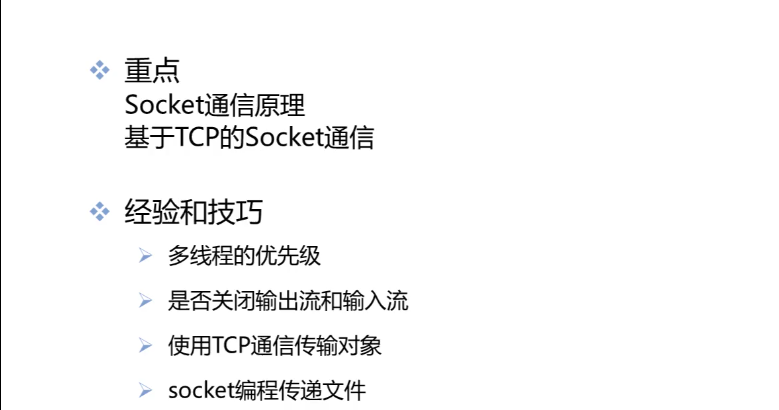 重点
Socket通信原理
基于TCP的Socket通信
经验和技巧
多线程的优先级
是否关闭输出流和输入流
使用TCP通信传输对象
socket编程传递文件